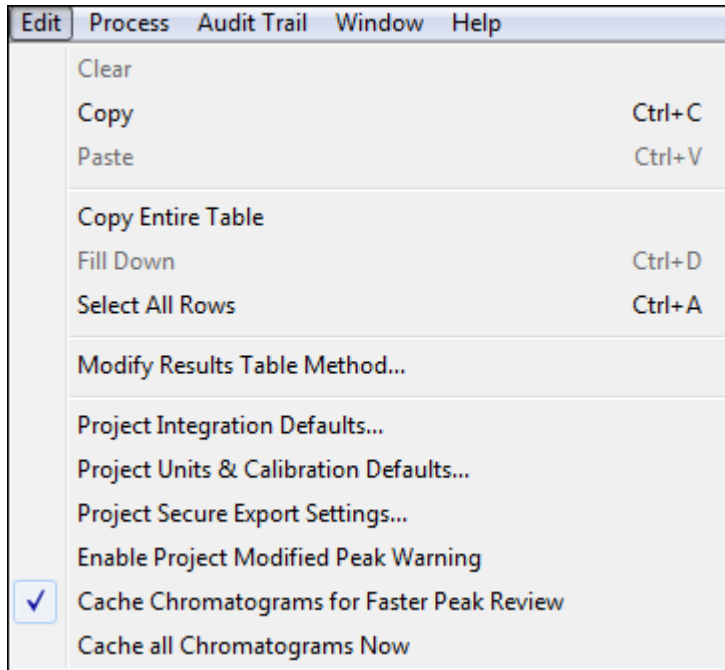 Edit Process Audit Trail Window Help
Clear
Copy Ctrl+C
Paste Ctrl+V
Copy Entire Table
Fill Down Ctrl+D
Select All Rows Ctrl+A
Modify Results Table Method...
Project Integration Defaults...
Project Units & Calibration Defaults...
Project Secure Export Settings...
Enable Project Modified Peak Warning
Cache Chromatograms for Faster Peak Review
Cache all Chromatograms Now